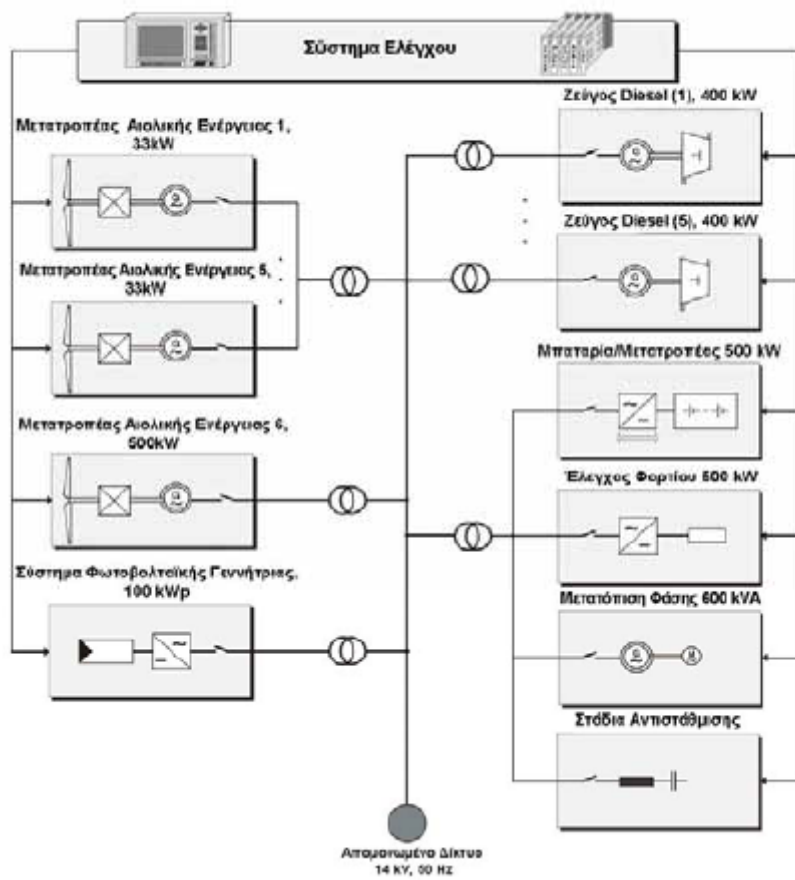 Σύστημα Ελέγχου
Μετατροπέας Αιολικής Ενέργειας 1,
33kW
Ζεύγος Diesel (1), 400 kW
Μετατροπέας Αιολικής Ενέργειας 5,
33kW
Ζεύγος Diesel (5), 400 kW
Μπαταρία/Μετατροπέας 500 kW
Μετατροπέας Αιολικής Ενέργειας 6,
500kW
Έλεγχος Φορτίου 600 kW
Σύστημα Φωτοβολταϊκής Γεννήτριας,
100 kWp
Μετατόπιση Φάσης 600 kVA
Στάδια Αντιστάθμισης
Απομονωμένο Δίκτυο
14 kV, 60 Hz